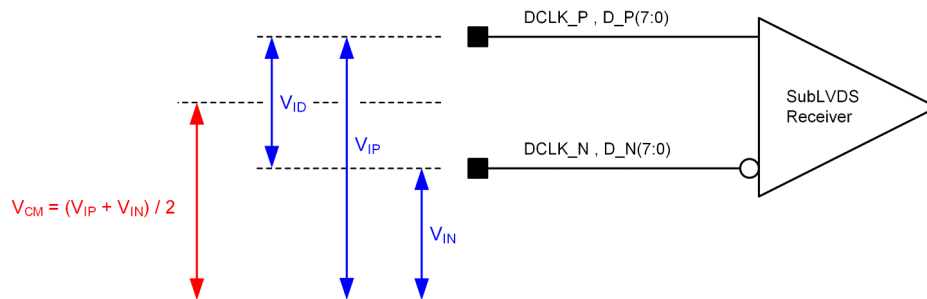 DCLK_P , D_P(7:0)
SubLVDS
Receiver
VID
VIP
DCLK_N , D_N(7:0)
VCM = (VIP + VIN) / 2
VIN